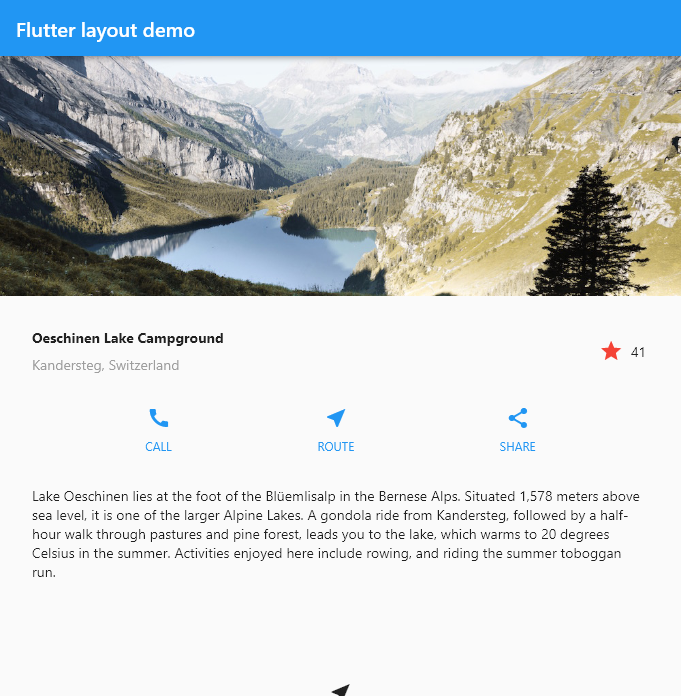 Flutter layout demo
Oeschinen Lake Campground
Kandersteg, Switzerland
41
CALL
ROUTE
SHARE
Lake Oeschinen lies at the foot of the Blüemlisalp in the Bernese Alps. Situated 1,578 meters above
sea level, it is one of the larger Alpine Lakes. A gondola ride from Kandersteg, followed by a half-
hour walk through pastures and pine forest, leads you to the lake, which warms to 20 degrees
Celsius in the summer. Activities enjoyed here include rowing, and riding the summer toboggan
run.